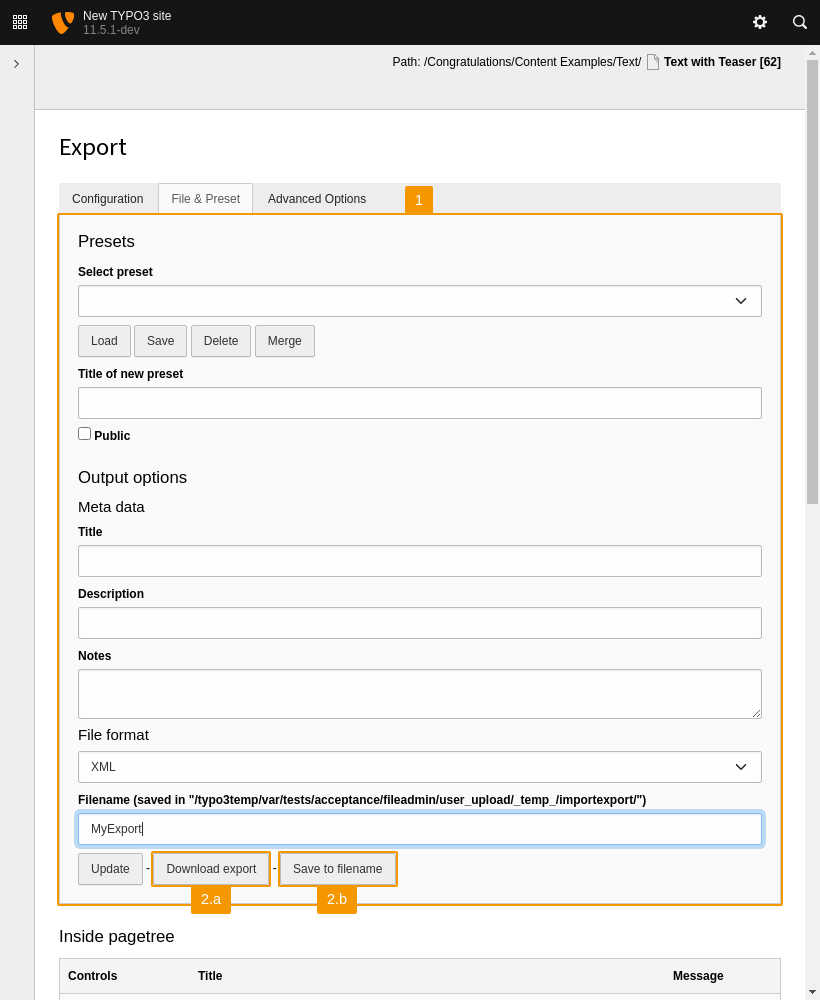 New TYPO3 site
11.5.1-dev
Path: /Congratulations/Content Examples/Text/ Text with Teaser [62]
Export
Configuration File & Preset Advanced Options 1
Presets
Select preset
Load Save Delete Merge
Title of new preset
Public
Output options
Meta data
Title
Description
Notes
File format
XML
Filename (saved in "/typo3temp/var/tests/acceptance/fileadmin/user_upload/_temp_/importexport/")
MyExport
Update - Download export - Save to filename
2.a 2.b
Inside pagetree
Controls Title Message